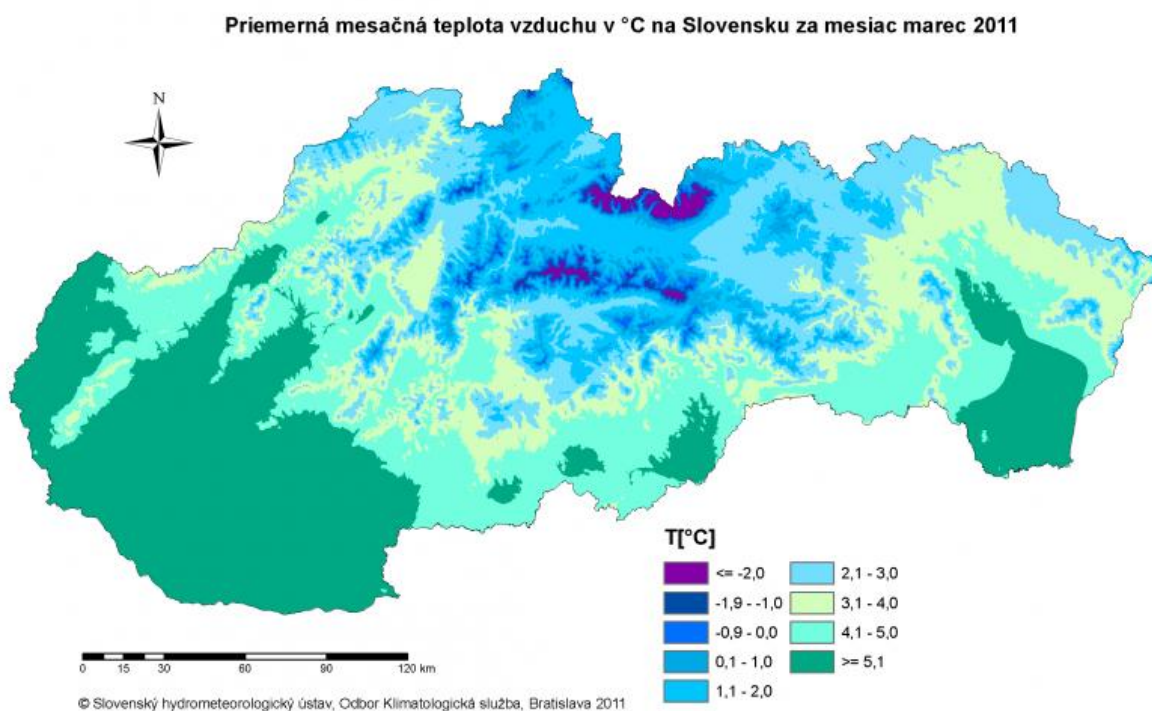 Priemerná mesačná teplota vzduchu v °C na Slovensku za mesiac marec 2011
N
T[°C]
<= -2,0
-1,9 - -1,0
-0,9 - 0,0
0,1 - 1,0
1,1 - 2,0
2,1 - 3,0
3,1 - 4,0
4,1 - 5,0
>= 5,1
0 15 30 60 90 120 km
© Slovenský hydrometeorologický ústav, Odbor Klimatologická služba, Bratislava 2011